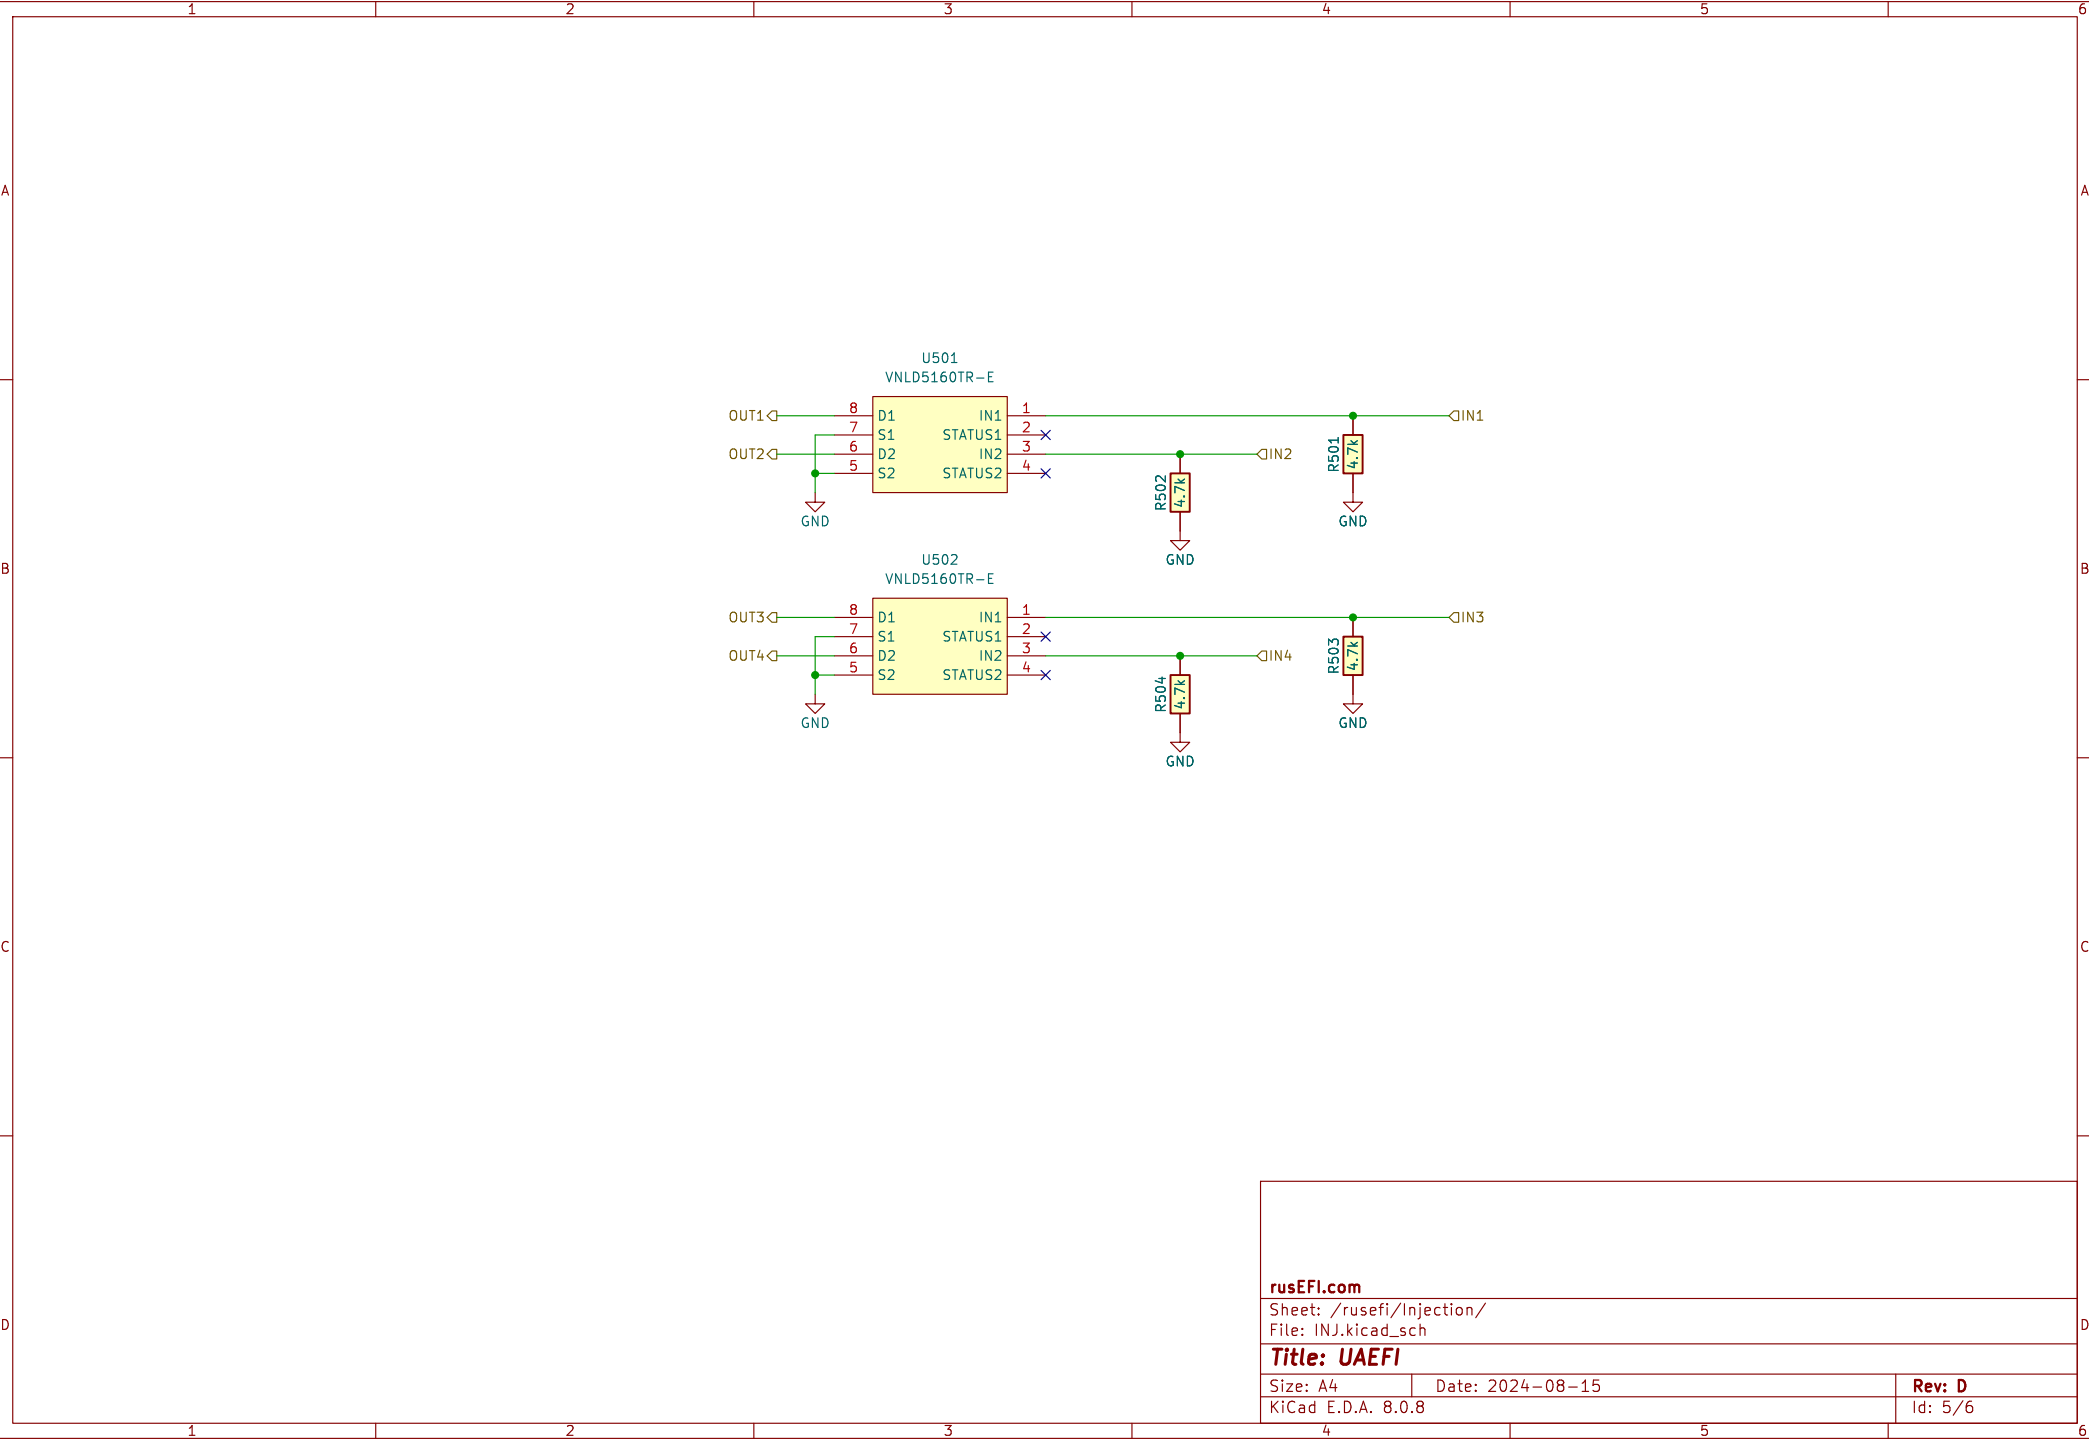 1 2 3 4 5 6
A A
U501
VNLD5160TR-E
OUT1 8 D1 IN1 1 IN1
7 S1 STATUS1 2
OUT2 6 D2 IN2 3 IN2
5 S2 STATUS2 4
R501 4.7k
R502 4.7k
GND GND
GND
B B
U502
VNLD5160TR-E
OUT3 8 D1 IN1 1 IN3
7 S1 STATUS1 2
OUT4 6 D2 IN2 3 IN4
5 S2 STATUS2 4
R503 4.7k
R504 4.7k
GND GND
GND
C C
rusEFI.com
Sheet: /rusefi/Injection/
File: INJ.kicad_sch
D D
Title: UAEFI
Size: A4 Date: 2024-08-15 Rev: D
KiCad E.D.A. 8.0.8 Id: 5/6
1 2 3 4 5 6